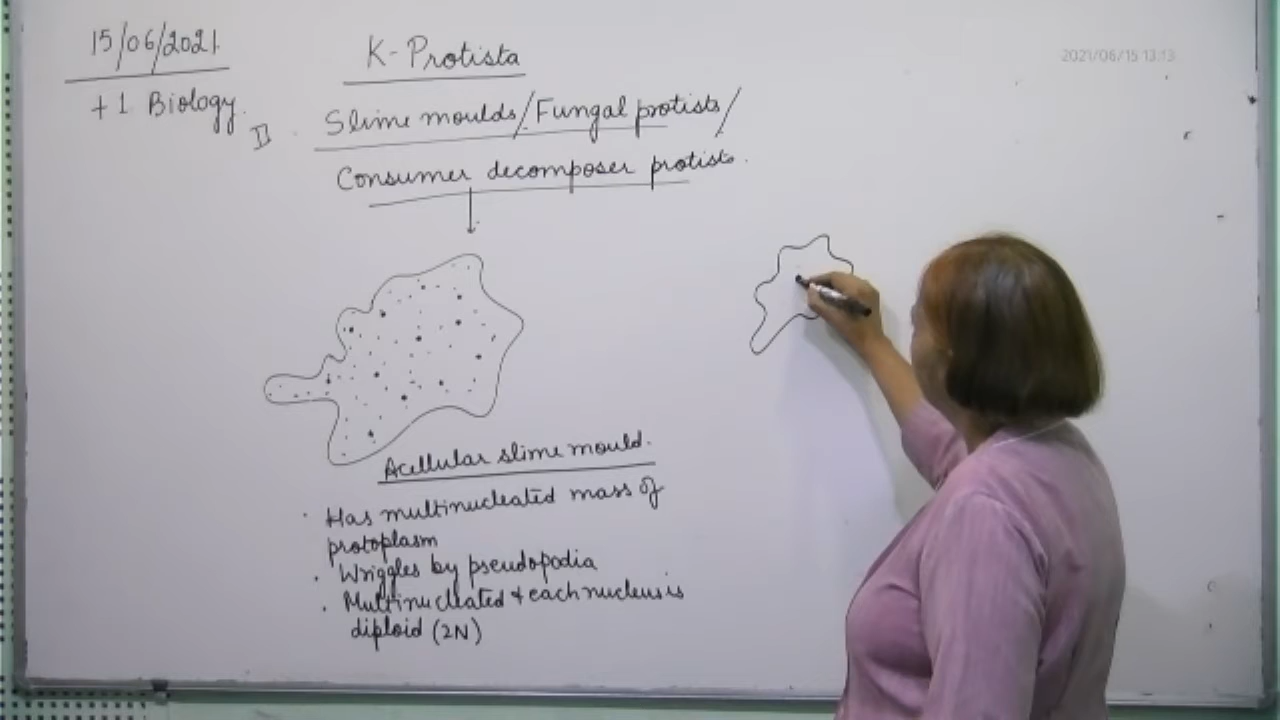 15/06/2021
+1 Biology
K-Protista
2021/06/15 13:13
II. Slime moulds/Fungal protists/
Consumer decomposer protists.
Acellular slime mould.
· Has multinucleated mass of
protoplasm
· Wriggles by pseudopodia
· Multinucleated & each nucleus is
diploid (2N)